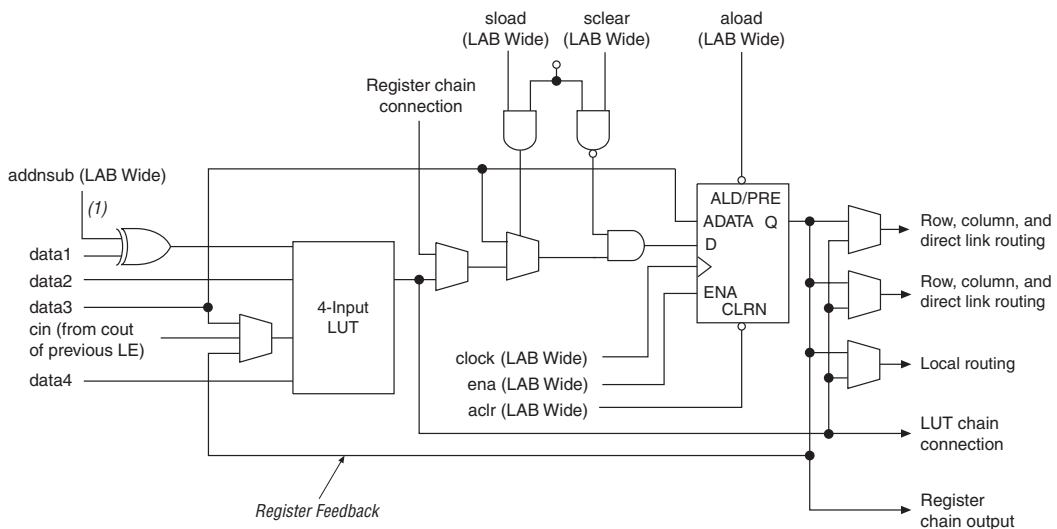 sload
(LAB Wide)
sclear
(LAB Wide)
aload
(LAB Wide)
Register chain
connection
addnsub (LAB Wide)
(1)
data1
data2
data3
cin (from cout
of previous LE)
data4
4-Input
LUT
ALD/PRE
ADATA Q
D
ENA
CLRN
clock (LAB Wide)
ena (LAB Wide)
aclr (LAB Wide)
Row, column, and
direct link routing
Row, column, and
direct link routing
Local routing
LUT chain
connection
Register
chain output
Register Feedback